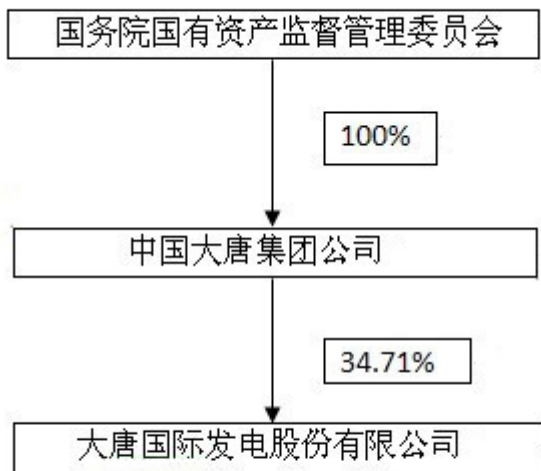 国务院国有资产监督管理委员会
100%
中国大唐集团公司
34.71%
大唐国际发电股份有限公司